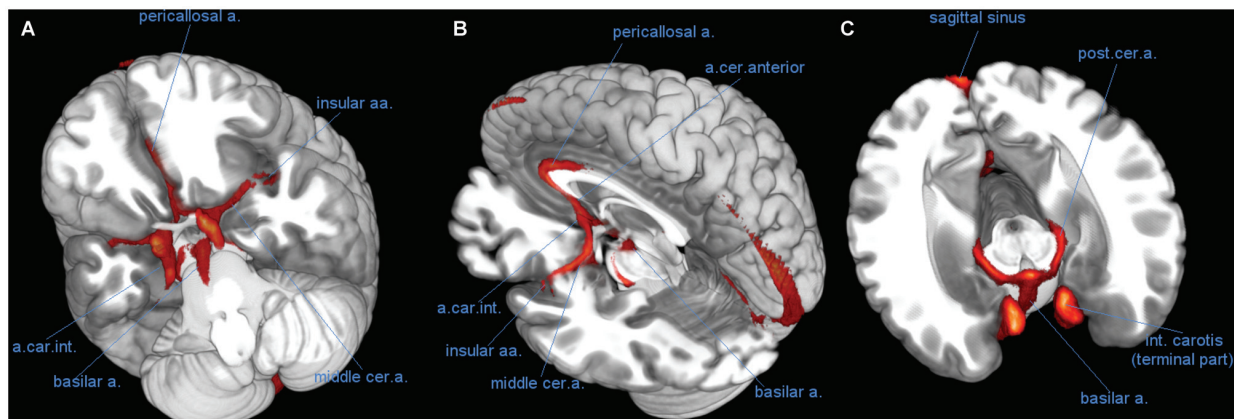 A
pericallosal a.
insular aa.
a.car.int.
basilar a.
middle cer.a.
B
pericallosal a.
a.cer.anterior
a.car.int.
insular aa.
middle cer.a.
basilar a.
C
sagittal sinus
post.cer.a.
int. carotis
(terminal part)
basilar a.